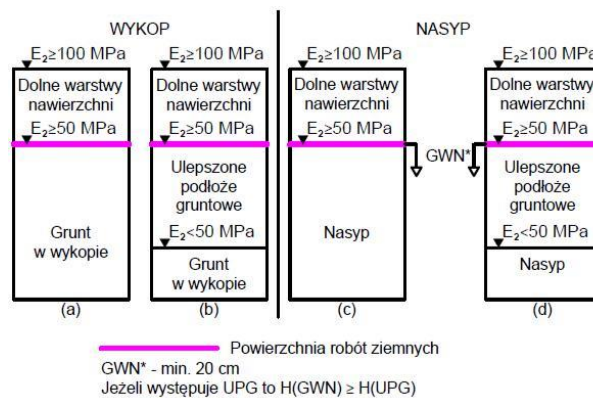 WYKOP
NASYP
E₂≥100 MPa
E₂≥100 MPa
E₂≥100 MPa
E₂≥100 MPa
Dolne warstwy
nawierzchni
Dolne warstwy
nawierzchni
Dolne warstwy
nawierzchni
Dolne warstwy
nawierzchni
E₂≥50 MPa
E₂≥50 MPa
E₂≥50 MPa
E₂≥50 MPa
GWN*
Grunt
w wykopie
Ulepszone
podłoże
gruntowe
Nasyp
Ulepszone
podłoże
gruntowe
E₂<50 MPa
E₂<50 MPa
Grunt
w wykopie
Nasyp
(a)
(b)
(c)
(d)
Powierzchnia robót ziemnych
GWN* - min. 20 cm
Jeżeli występuje UPG to H(GWN) ≥ H(UPG)